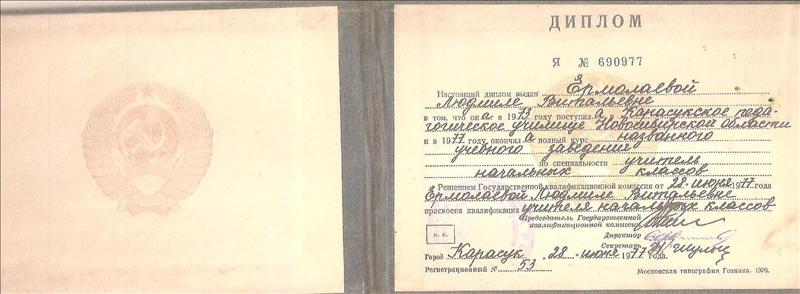 ДИПЛОМ
Я № 690977
Настоящий диплом выдан Ермолаевой
Людмиле Витальевне
в том, что она в 1973 году поступила в Карасукское педа-
гогическое училище Новосибирской области
и в 1977 году окончила полный курс названного
учебного заведения
по специальности учитель
начальных классов
Решением Государственной квалификационной комиссии от 28 июня 1977 года
Ермолаевой Людмиле Витальевне
присвоена квалификация учителя начальных классов
Председатель Государственной
квалификационной комиссии
Директор
Секретарь
Город Карасук 28 июня 1977 года.
Регистрационный № 53
Московская типография Гознака. 1976.